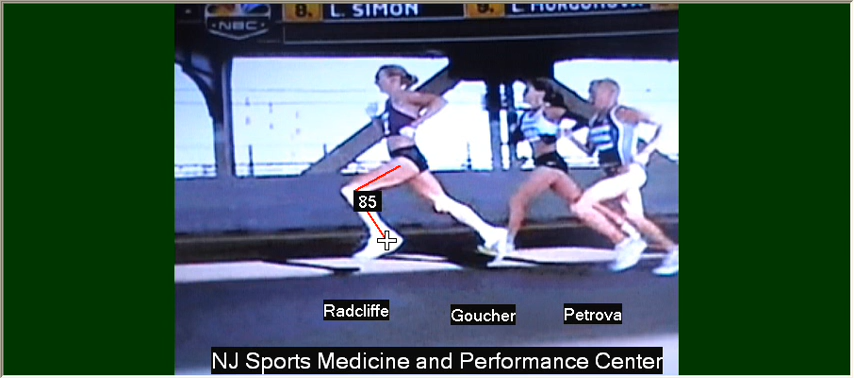 8. L. SIMON 9.
NBC
85
Radcliffe Goucher Petrova
NJ Sports Medicine and Performance Center